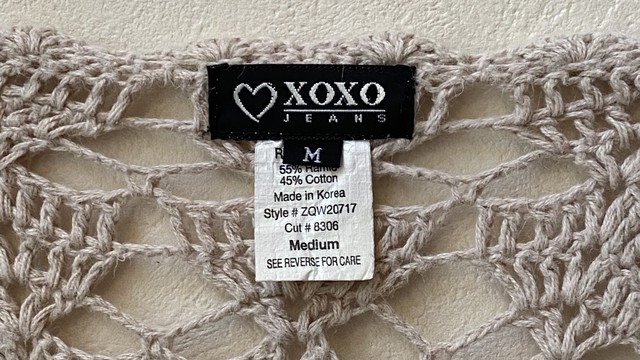 XOXO
JEANS
M
55% Ramie
45% Cotton
Made in Korea
Style # ZQW20717
Cut # 8306
Medium
SEE REVERSE FOR CARE